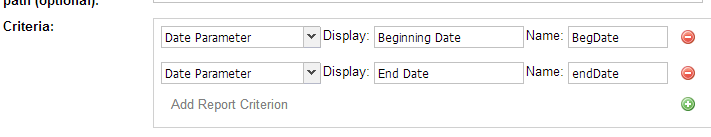 path (optional):
Criteria:
Date Parameter Display: Beginning Date Name: BegDate
Date Parameter Display: End Date Name: endDate
Add Report Criterion